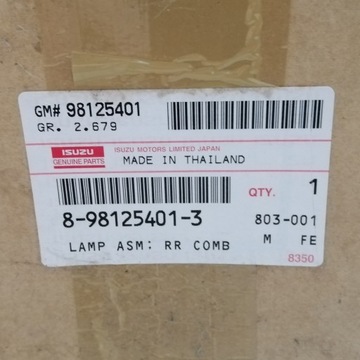 GM# 98125401
GR. 2.679
ISUZU
GENUINE PARTS
ISUZU MOTORS LIMITED JAPAN
MADE IN THAILAND
QTY. 1
8-98125401-3
803-001
LAMP ASM: RR COMB
M FE
8350